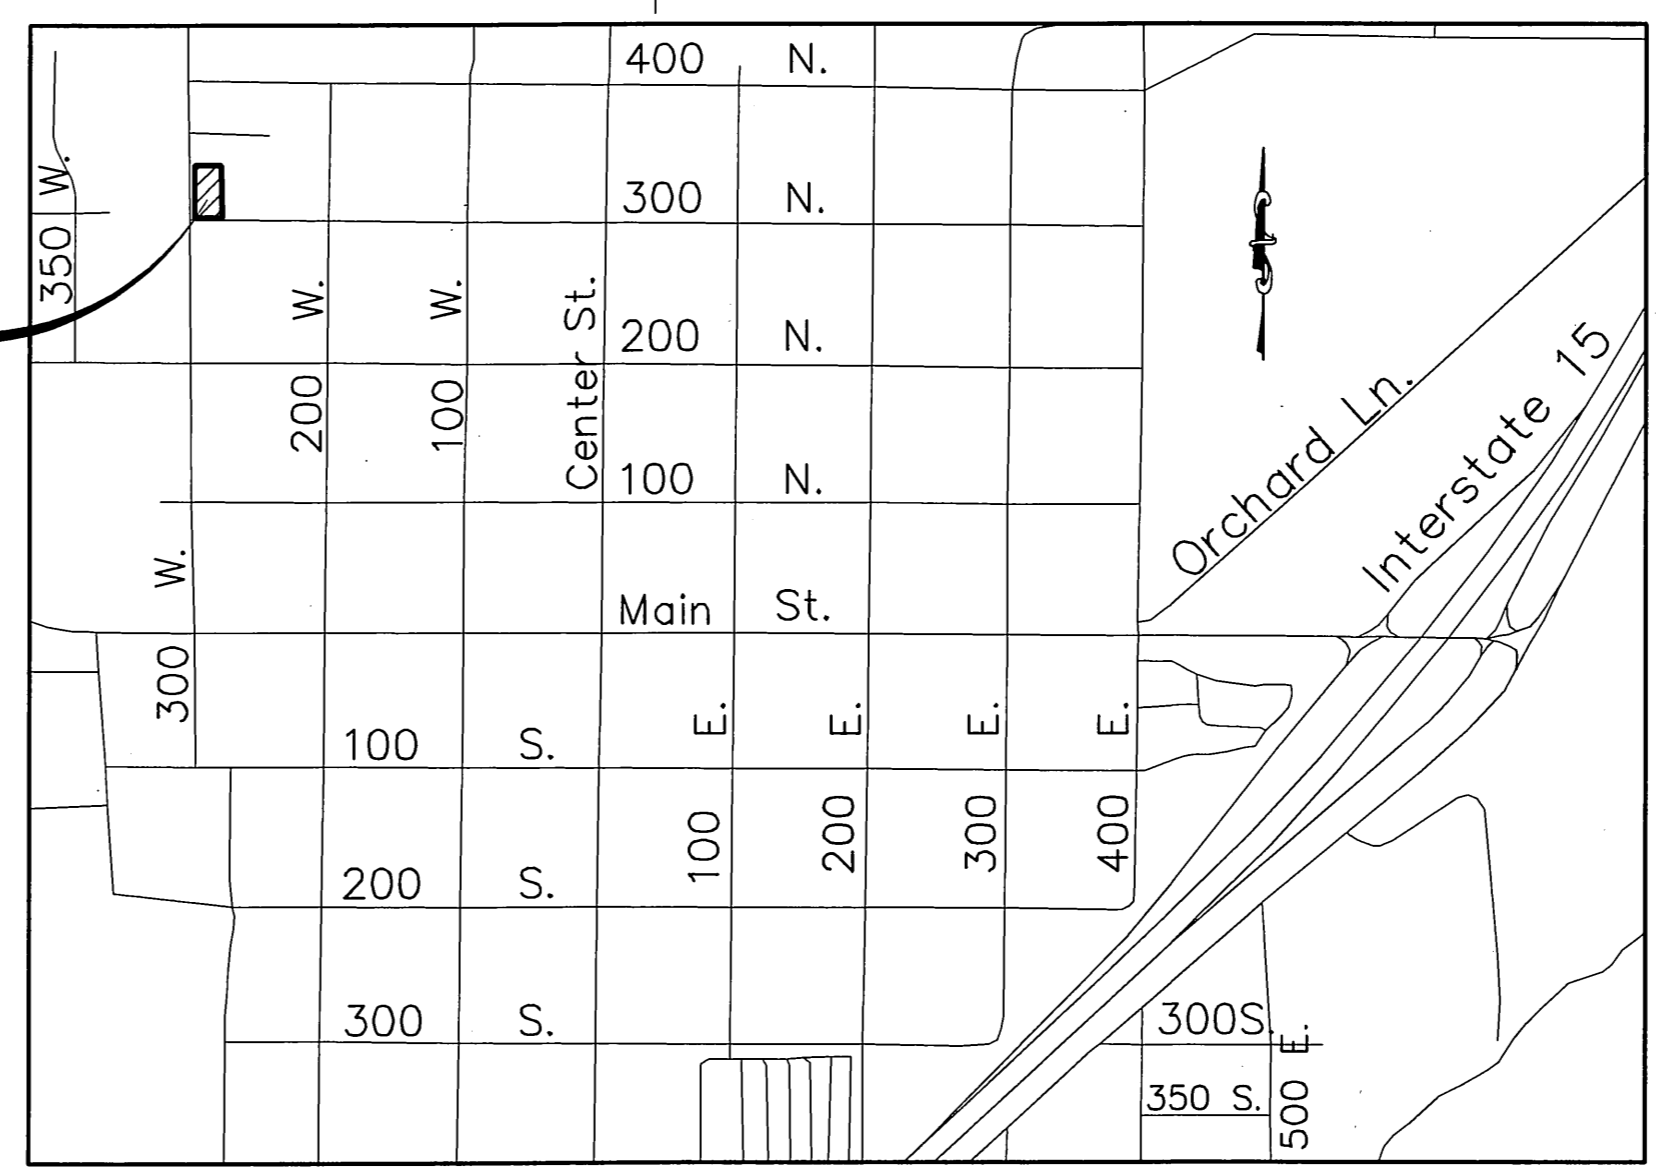 400 N.
350 W.
300 N.
200 W.
100 W.
Center St.
200 N.
100 N.
Orchard Ln.
Interstate 15
300 W.
Main St.
100 S.
100 E.
200 E.
300 E.
400 E.
200 S.
300 S.
300S.
350 S.
500 E.